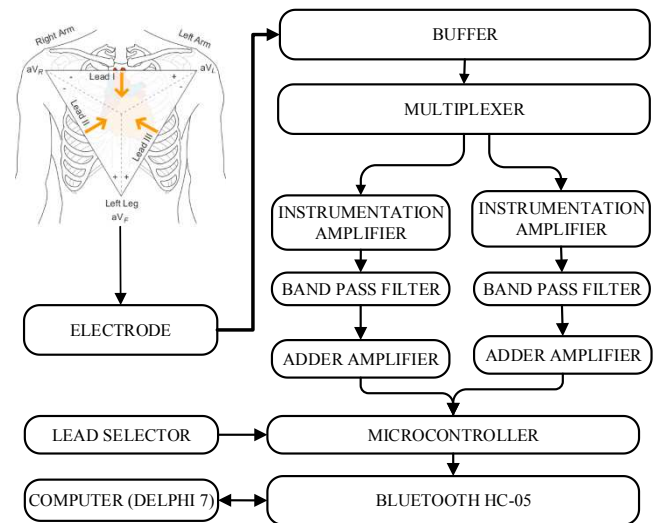 Right Arm
Left Arm
aVR
aVL
Lead I
-
-
+
-
-
+
Lead II
Lead III
+ +
Left Leg
aVF
ELECTRODE
BUFFER
MULTIPLEXER
INSTRUMENTATION
AMPLIFIER
BAND PASS FILTER
ADDER AMPLIFIER
INSTRUMENTATION
AMPLIFIER
BAND PASS FILTER
ADDER AMPLIFIER
LEAD SELECTOR
MICROCONTROLLER
COMPUTER (DELPHI 7)
BLUETOOTH HC-05